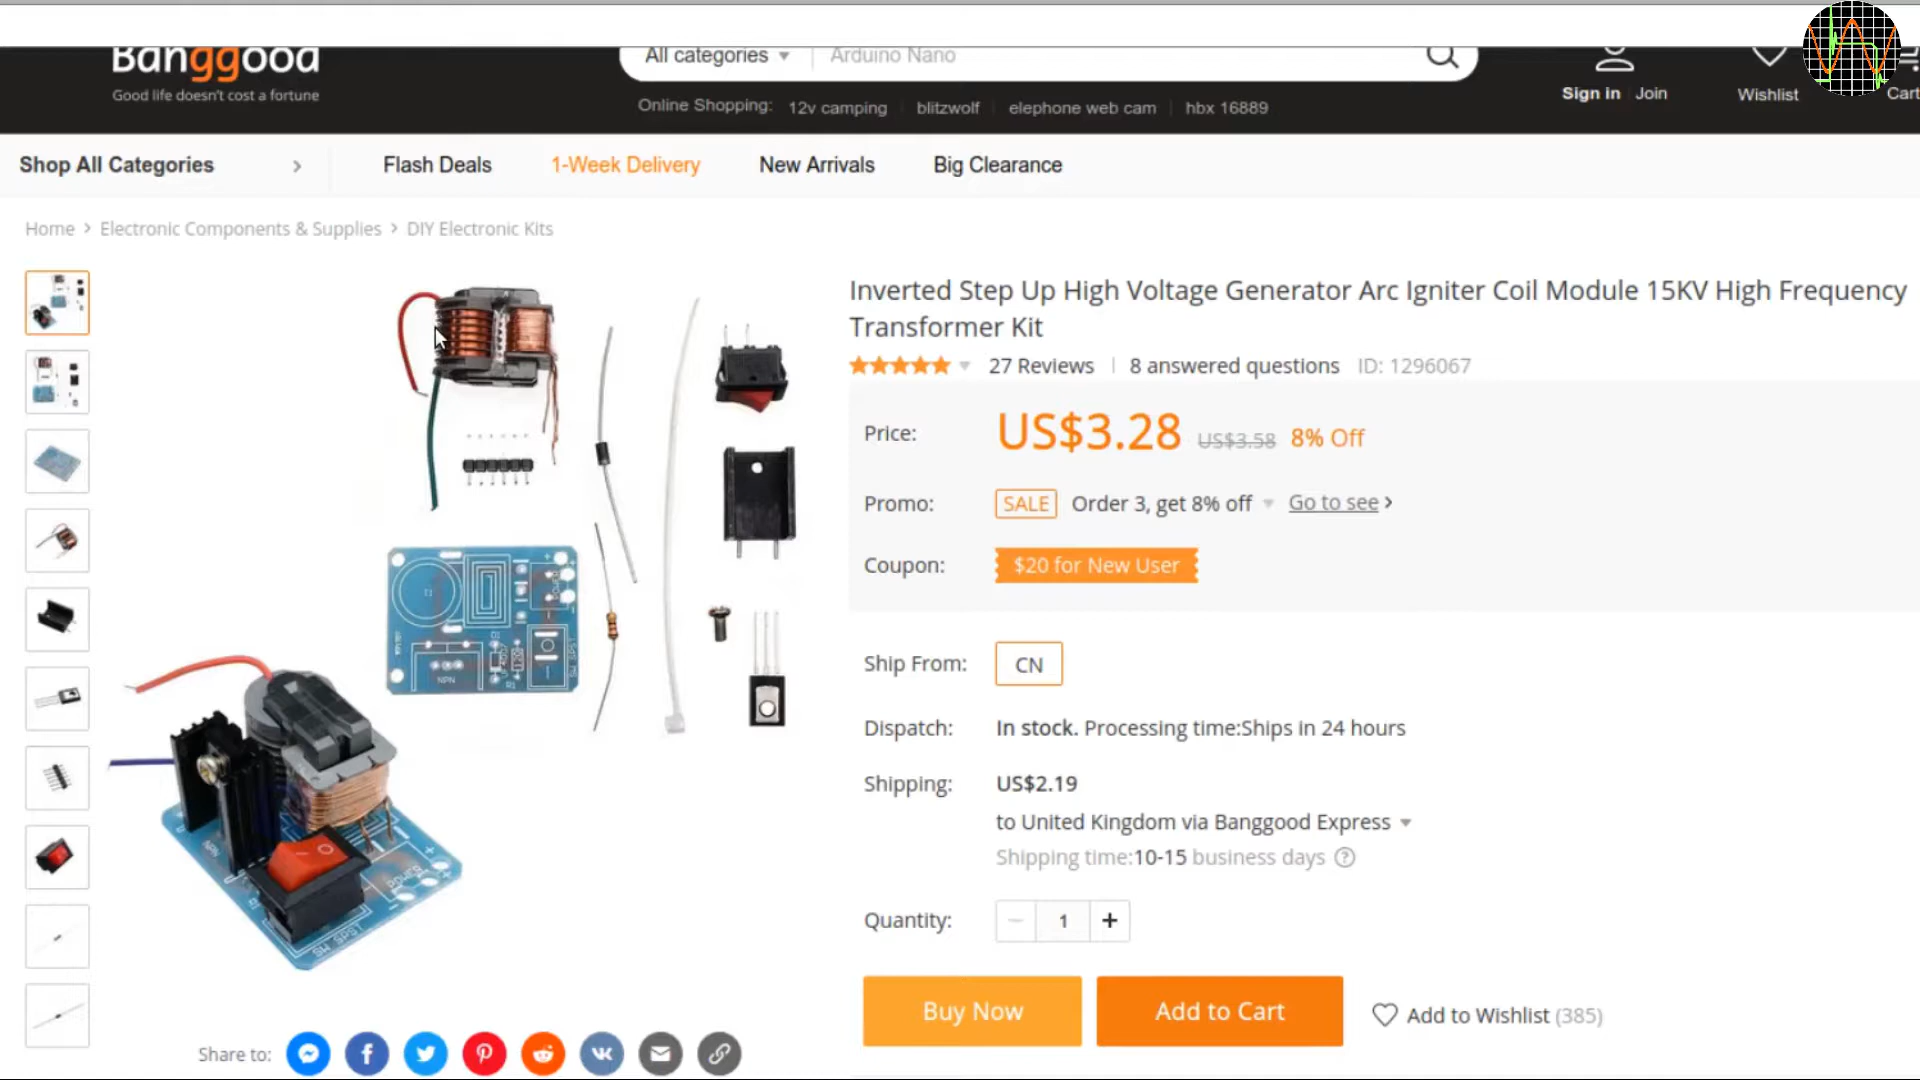 Banggood
Good life doesn't cost a fortune
All categories
Arduino Nano
Online Shopping: 12v camping blitzwolf elephone web cam hbx 16889
Sign in Join
Wishlist
Cart
Shop All Categories
Flash Deals
1-Week Delivery
New Arrivals
Big Clearance
Home > Electronic Components & Supplies > DIY Electronic Kits
Inverted Step Up High Voltage Generator Arc Igniter Coil Module 15KV High Frequency
Transformer Kit
27 Reviews
8 answered questions
ID: 1296067
Price: US$3.28 US$3.58 8% Off
Promo: SALE Order 3, get 8% off Go to see >
Coupon: $20 for New User
Ship From: CN
Dispatch: In stock. Processing time:Ships in 24 hours
Shipping: US$2.19
to United Kingdom via Banggood Express
Shipping time:10-15 business days ?
Quantity: − 1 +
Buy Now
Add to Cart
Add to Wishlist (385)
NPN
POWER
SW SPST
Share to: